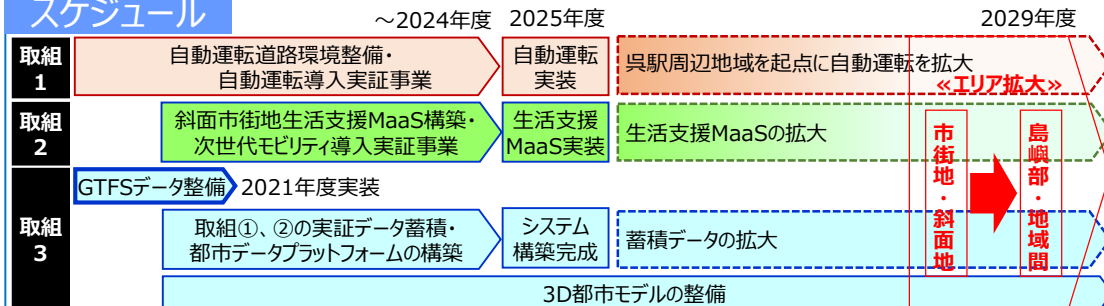 スケジュール
～2024年度 2025年度 2029年度
取組
1
自動運転道路環境整備・
自動運転導入実証事業
自動運転
実装
呉駅周辺地域を起点に自動運転を拡大
≪エリア拡大≫
取組
2
斜面市街地生活支援MaaS構築・
次世代モビリティ導入実証事業
生活支援
MaaS実装
生活支援MaaSの拡大
市街地・斜面地
島嶼部・地域間
取組
3
GTFSデータ整備 2021年度実装
取組①、②の実証データ蓄積・
都市データプラットフォームの構築
システム
構築完成
蓄積データの拡大
3D都市モデルの整備